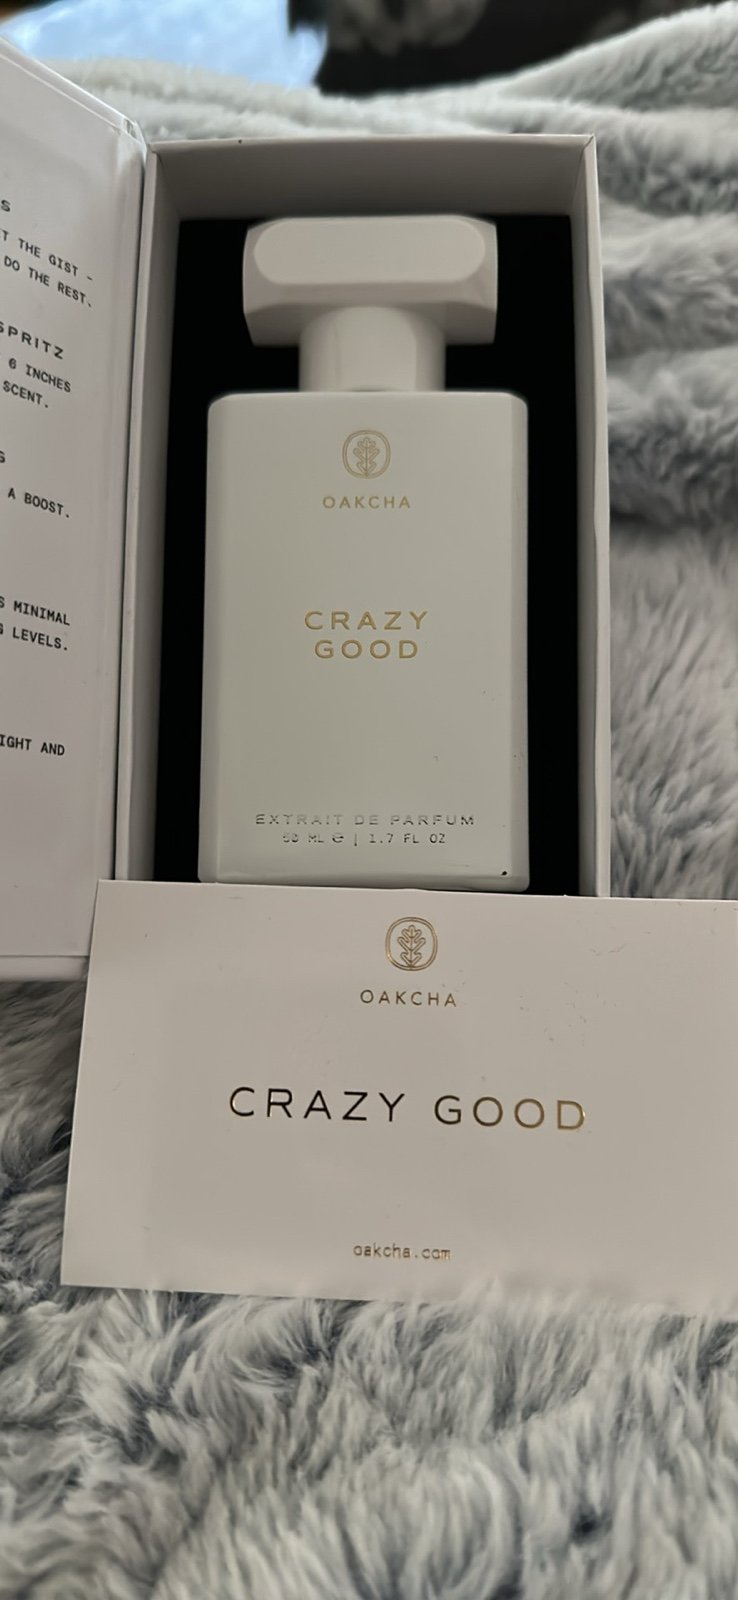 S
T THE GIST -
DO THE REST.
SPRITZ
6 INCHES
SCENT.
S
A BOOST.
S MINIMAL
G LEVELS.
IGHT AND
OAKCHA
CRAZY
GOOD
EXTRAIT DE PARFUM
50 ML e | 1.7 FL OZ
OAKCHA
CRAZY GOOD
oakcha.com